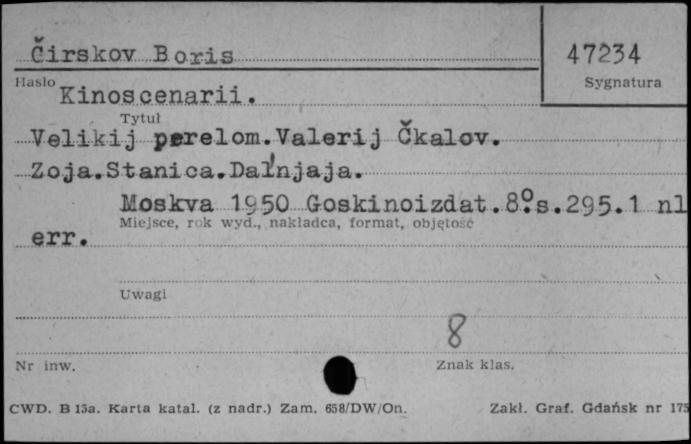 Čirskov Boris
47234
Hasło
Sygnatura
Kinoscenarii.
Tytuł
Velikij perelom.Valerij Čkalov.
Zoja.Stanica.Dal'njaja.
Moskva 1950 Goskinoizdat.8°s.295.1 nl
Miejsce, rok wyd., nakładca, format, objętość
err.
Uwagi
8
Nr inw.
Znak klas.
CWD. B 15a. Karta katal. (z nadr.) Zam. 658/DW/On.
Zakł. Graf. Gdańsk nr 175